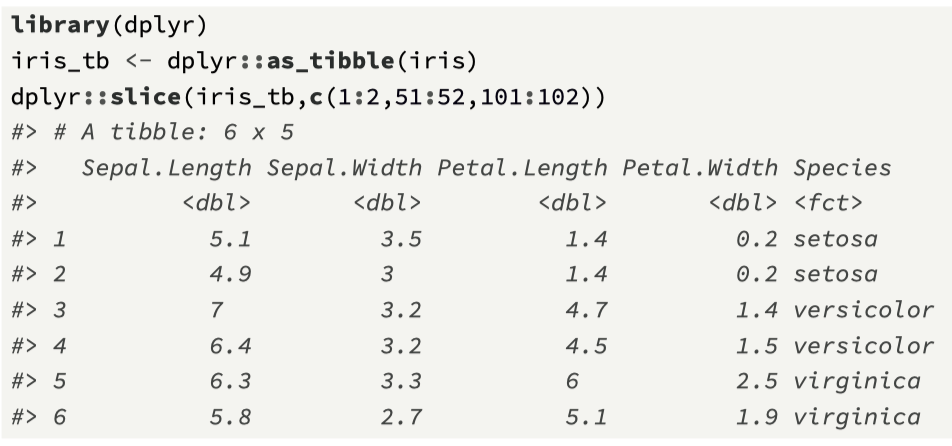 library(dplyr)
iris_tb <- dplyr::as_tibble(iris)
dplyr::slice(iris_tb,c(1:2,51:52,101:102))
#> # A tibble: 6 x 5
#>   Sepal.Length Sepal.Width Petal.Length Petal.Width Species
#>          <dbl>       <dbl>        <dbl>       <dbl> <fct>
#> 1          5.1         3.5          1.4         0.2 setosa
#> 2          4.9         3            1.4         0.2 setosa
#> 3          7           3.2          4.7         1.4 versicolor
#> 4          6.4         3.2          4.5         1.5 versicolor
#> 5          6.3         3.3          6           2.5 virginica
#> 6          5.8         2.7          5.1         1.9 virginica